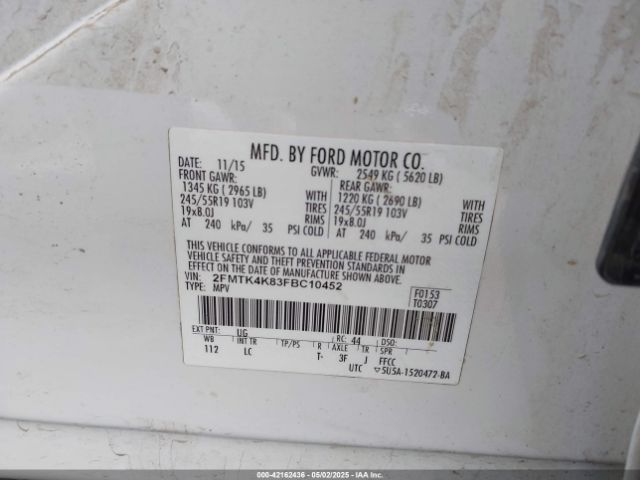 MFD. BY FORD MOTOR CO.
DATE: 11/15 GVWR: 2549 KG ( 5620 LB)
FRONT GAWR: REAR GAWR:
1345 KG ( 2965 LB) WITH 1220 KG ( 2690 LB) WITH
245/55R19 103V TIRES 245/55R19 103V TIRES
19x8.0J RIMS 19x8.0J RIMS
AT 240 kPa/ 35 PSI COLD AT 240 kPa/ 35 PSI COLD
THIS VEHICLE CONFORMS TO ALL APPLICABLE FEDERAL MOTOR
VEHICLE SAFETY AND THEFT PREVENTION STANDARDS IN
EFFECT ON THE DATE OF MANUFACTURE SHOWN ABOVE.
VIN: 2FMTK4K83FBC10452
TYPE: MPV
F0153
T0307
EXT PNT: UG RC: 44 DSO:
WB INT TR TP/PS R AXLE TR SPR
112 LC T- 3F J FFCC
UTC ▽5U5A-1520472-BA
000-42162436 - 05/02/2025 - IAAI.COM